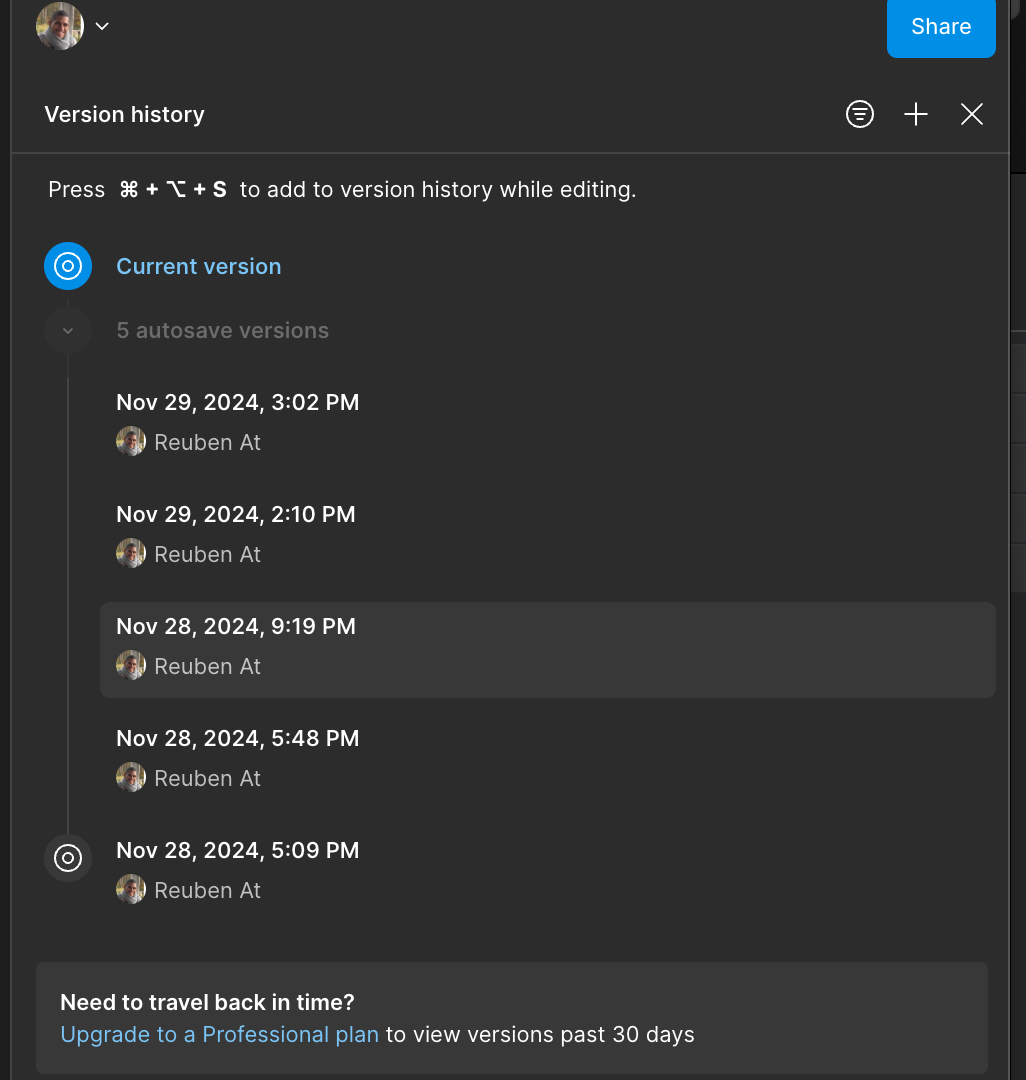 Share
Version history
Press ⌘ + ⌥ + S to add to version history while editing.
Current version
5 autosave versions
Nov 29, 2024, 3:02 PM
Reuben At
Nov 29, 2024, 2:10 PM
Reuben At
Nov 28, 2024, 9:19 PM
Reuben At
Nov 28, 2024, 5:48 PM
Reuben At
Nov 28, 2024, 5:09 PM
Reuben At
Need to travel back in time?
Upgrade to a Professional plan to view versions past 30 days